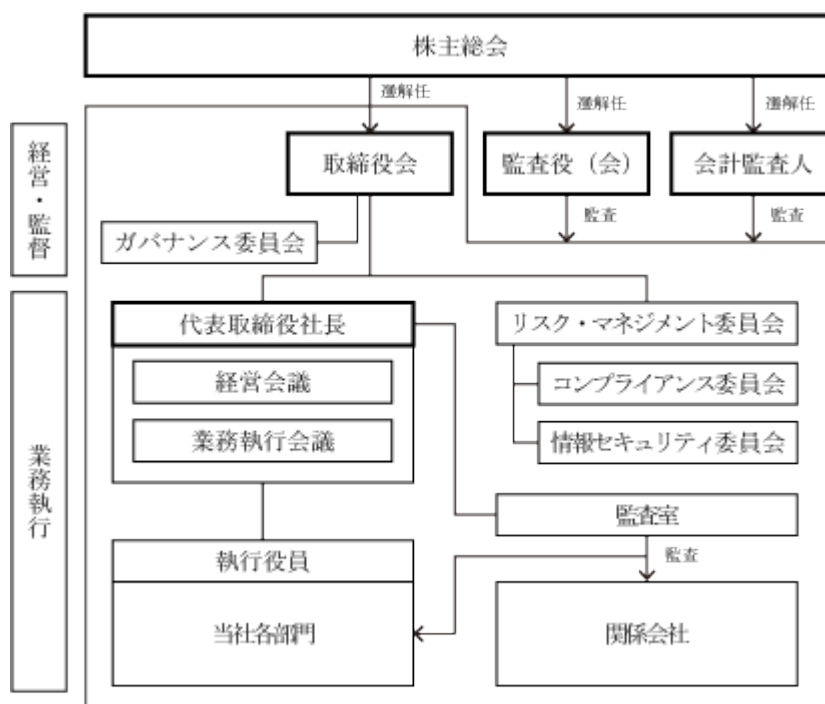 株主総会
選解任
選解任
選解任
経営・監督
取締役会
監査役（会）
会計監査人
監査
監査
ガバナンス委員会
業務執行
代表取締役社長
リスク・マネジメント委員会
経営会議
コンプライアンス委員会
業務執行会議
情報セキュリティ委員会
監査室
監査
執行役員
当社各部門
関係会社